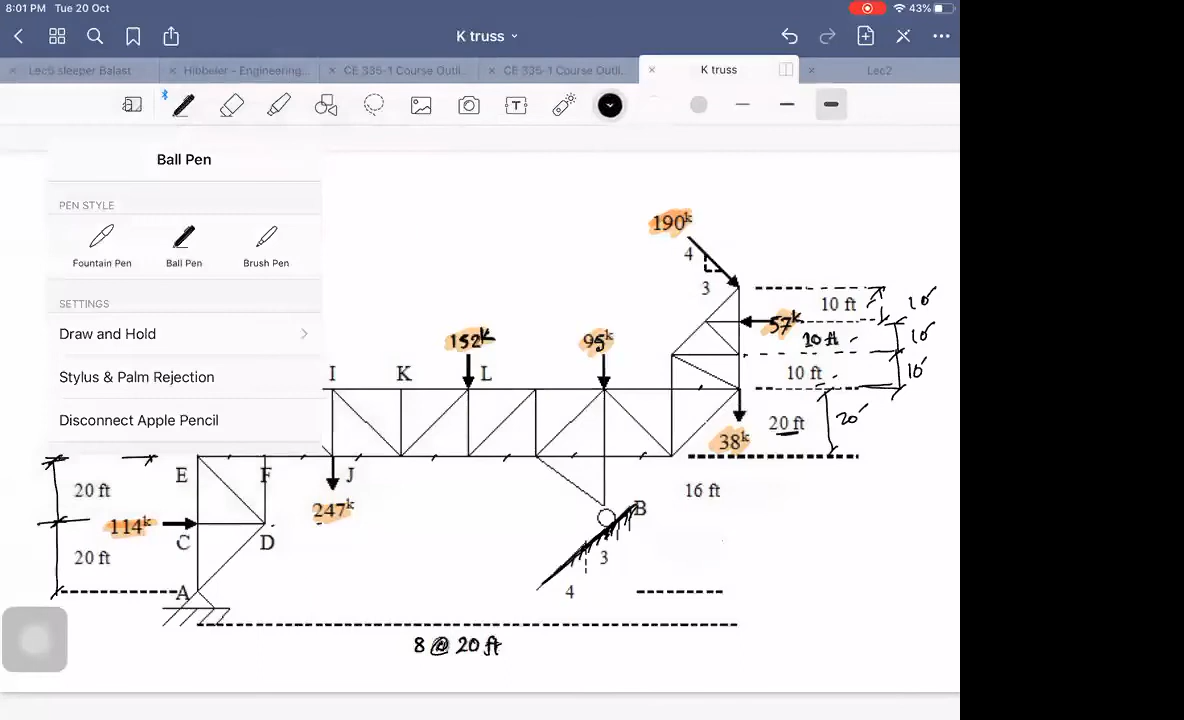 8:01 PM Tue 20 Oct
43%
K truss
Lec5 sleeper Balast
Hibbeler - Engineering...
CE 335-1 Course Outli...
CE 335-1 Course Outli...
K truss
Lec2
Ball Pen
PEN STYLE
Fountain Pen
Ball Pen
Brush Pen
SETTINGS
Draw and Hold
Stylus & Palm Rejection
Disconnect Apple Pencil
190k
4
3
10 ft
10'
57k
10 ft
10'
10 ft
10'
152k
95k
I
K
L
20 ft
20'
38k
E
F
J
20 ft
16 ft
247k
B
114k
C
D
20 ft
3
4
A
8 @ 20 ft